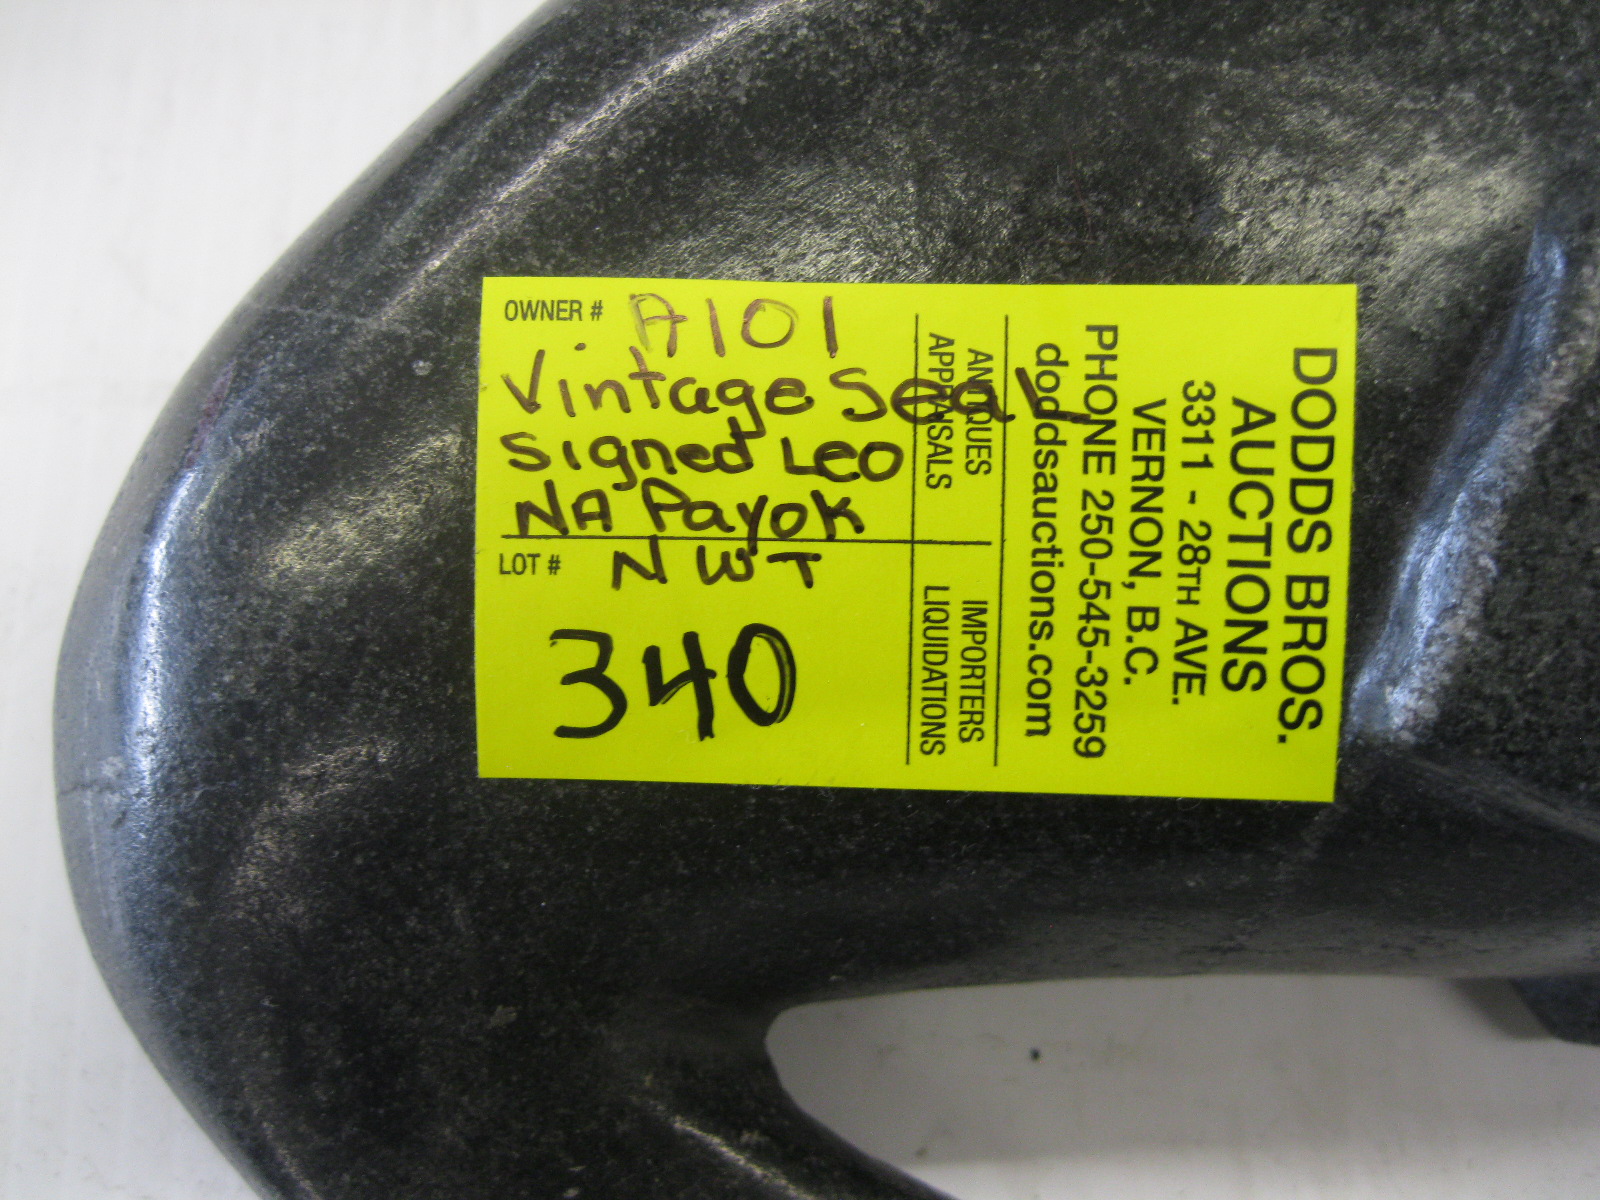 OWNER # A101
Vintage Seal
Signed Leo
NA Payok
NWT
LOT #
340
ANTIQUES IMPORTERS
APPRAISALS LIQUIDATIONS
DODDS BROS.
AUCTIONS
3311 - 28TH AVE.
VERNON, B.C.
PHONE 250-545-3259
doddsauctions.com